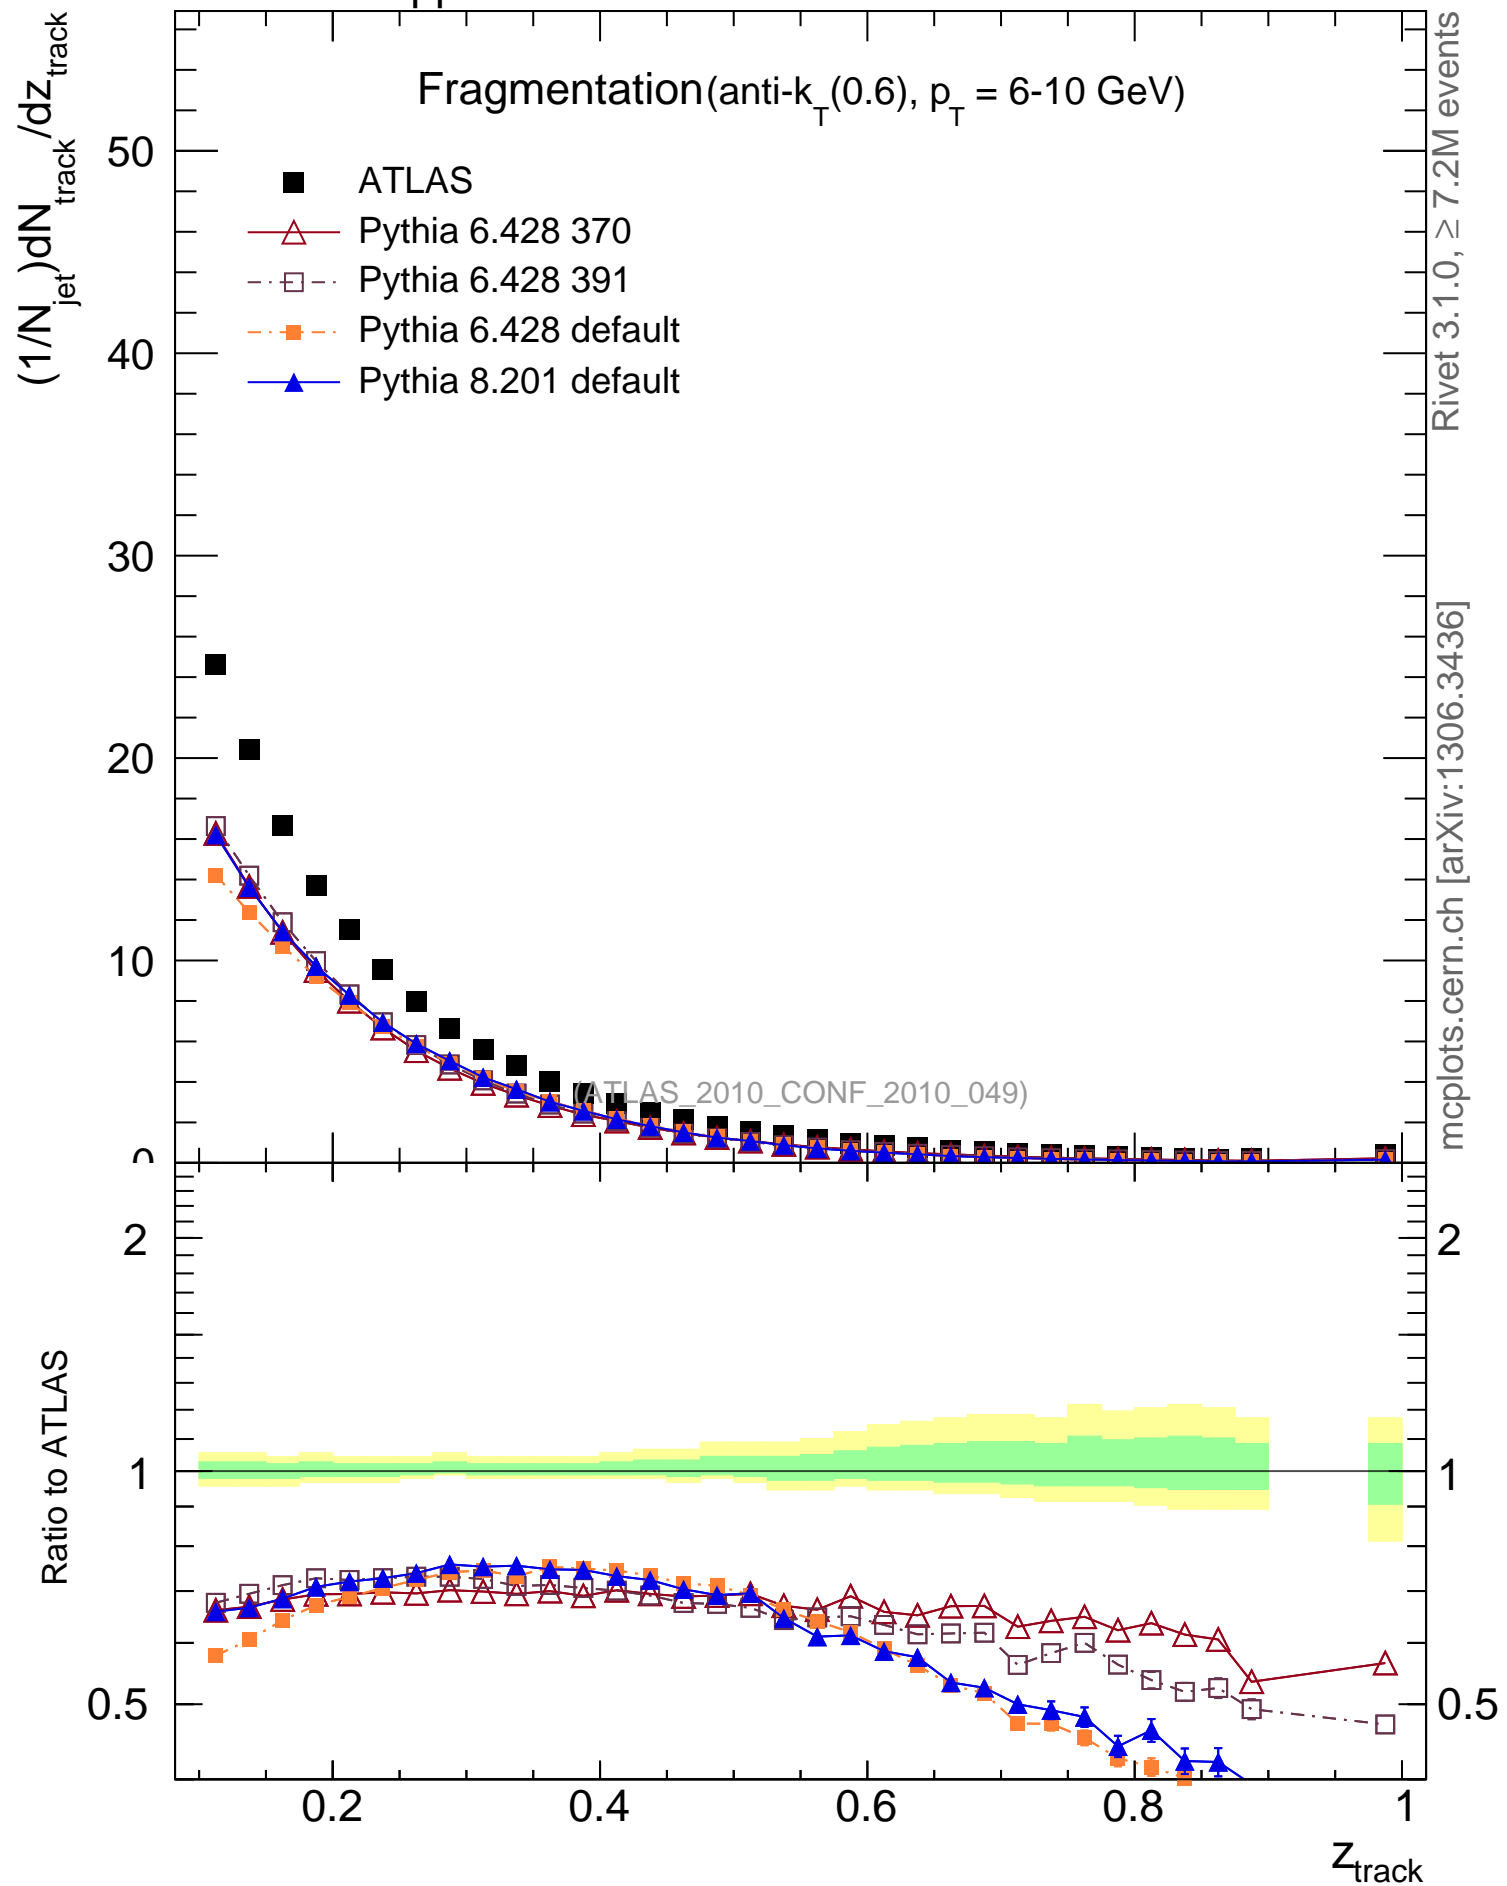 pp
Fragmentation (anti-k_T(0.6), p_T = 6-10 GeV)
(1/N_jet)dN_track/dz_track
ATLAS
Pythia 6.428 370
Pythia 6.428 391
Pythia 6.428 default
Pythia 8.201 default
50
40
30
20
10
0
(ATLAS_2010_CONF_2010_049)
Rivet 3.1.0, ≥ 7.2M events
mcplots.cern.ch [arXiv:1306.3436]
Ratio to ATLAS
2
1
0.5
2
1
0.5
0.2 0.4 0.6 0.8 1
z_track